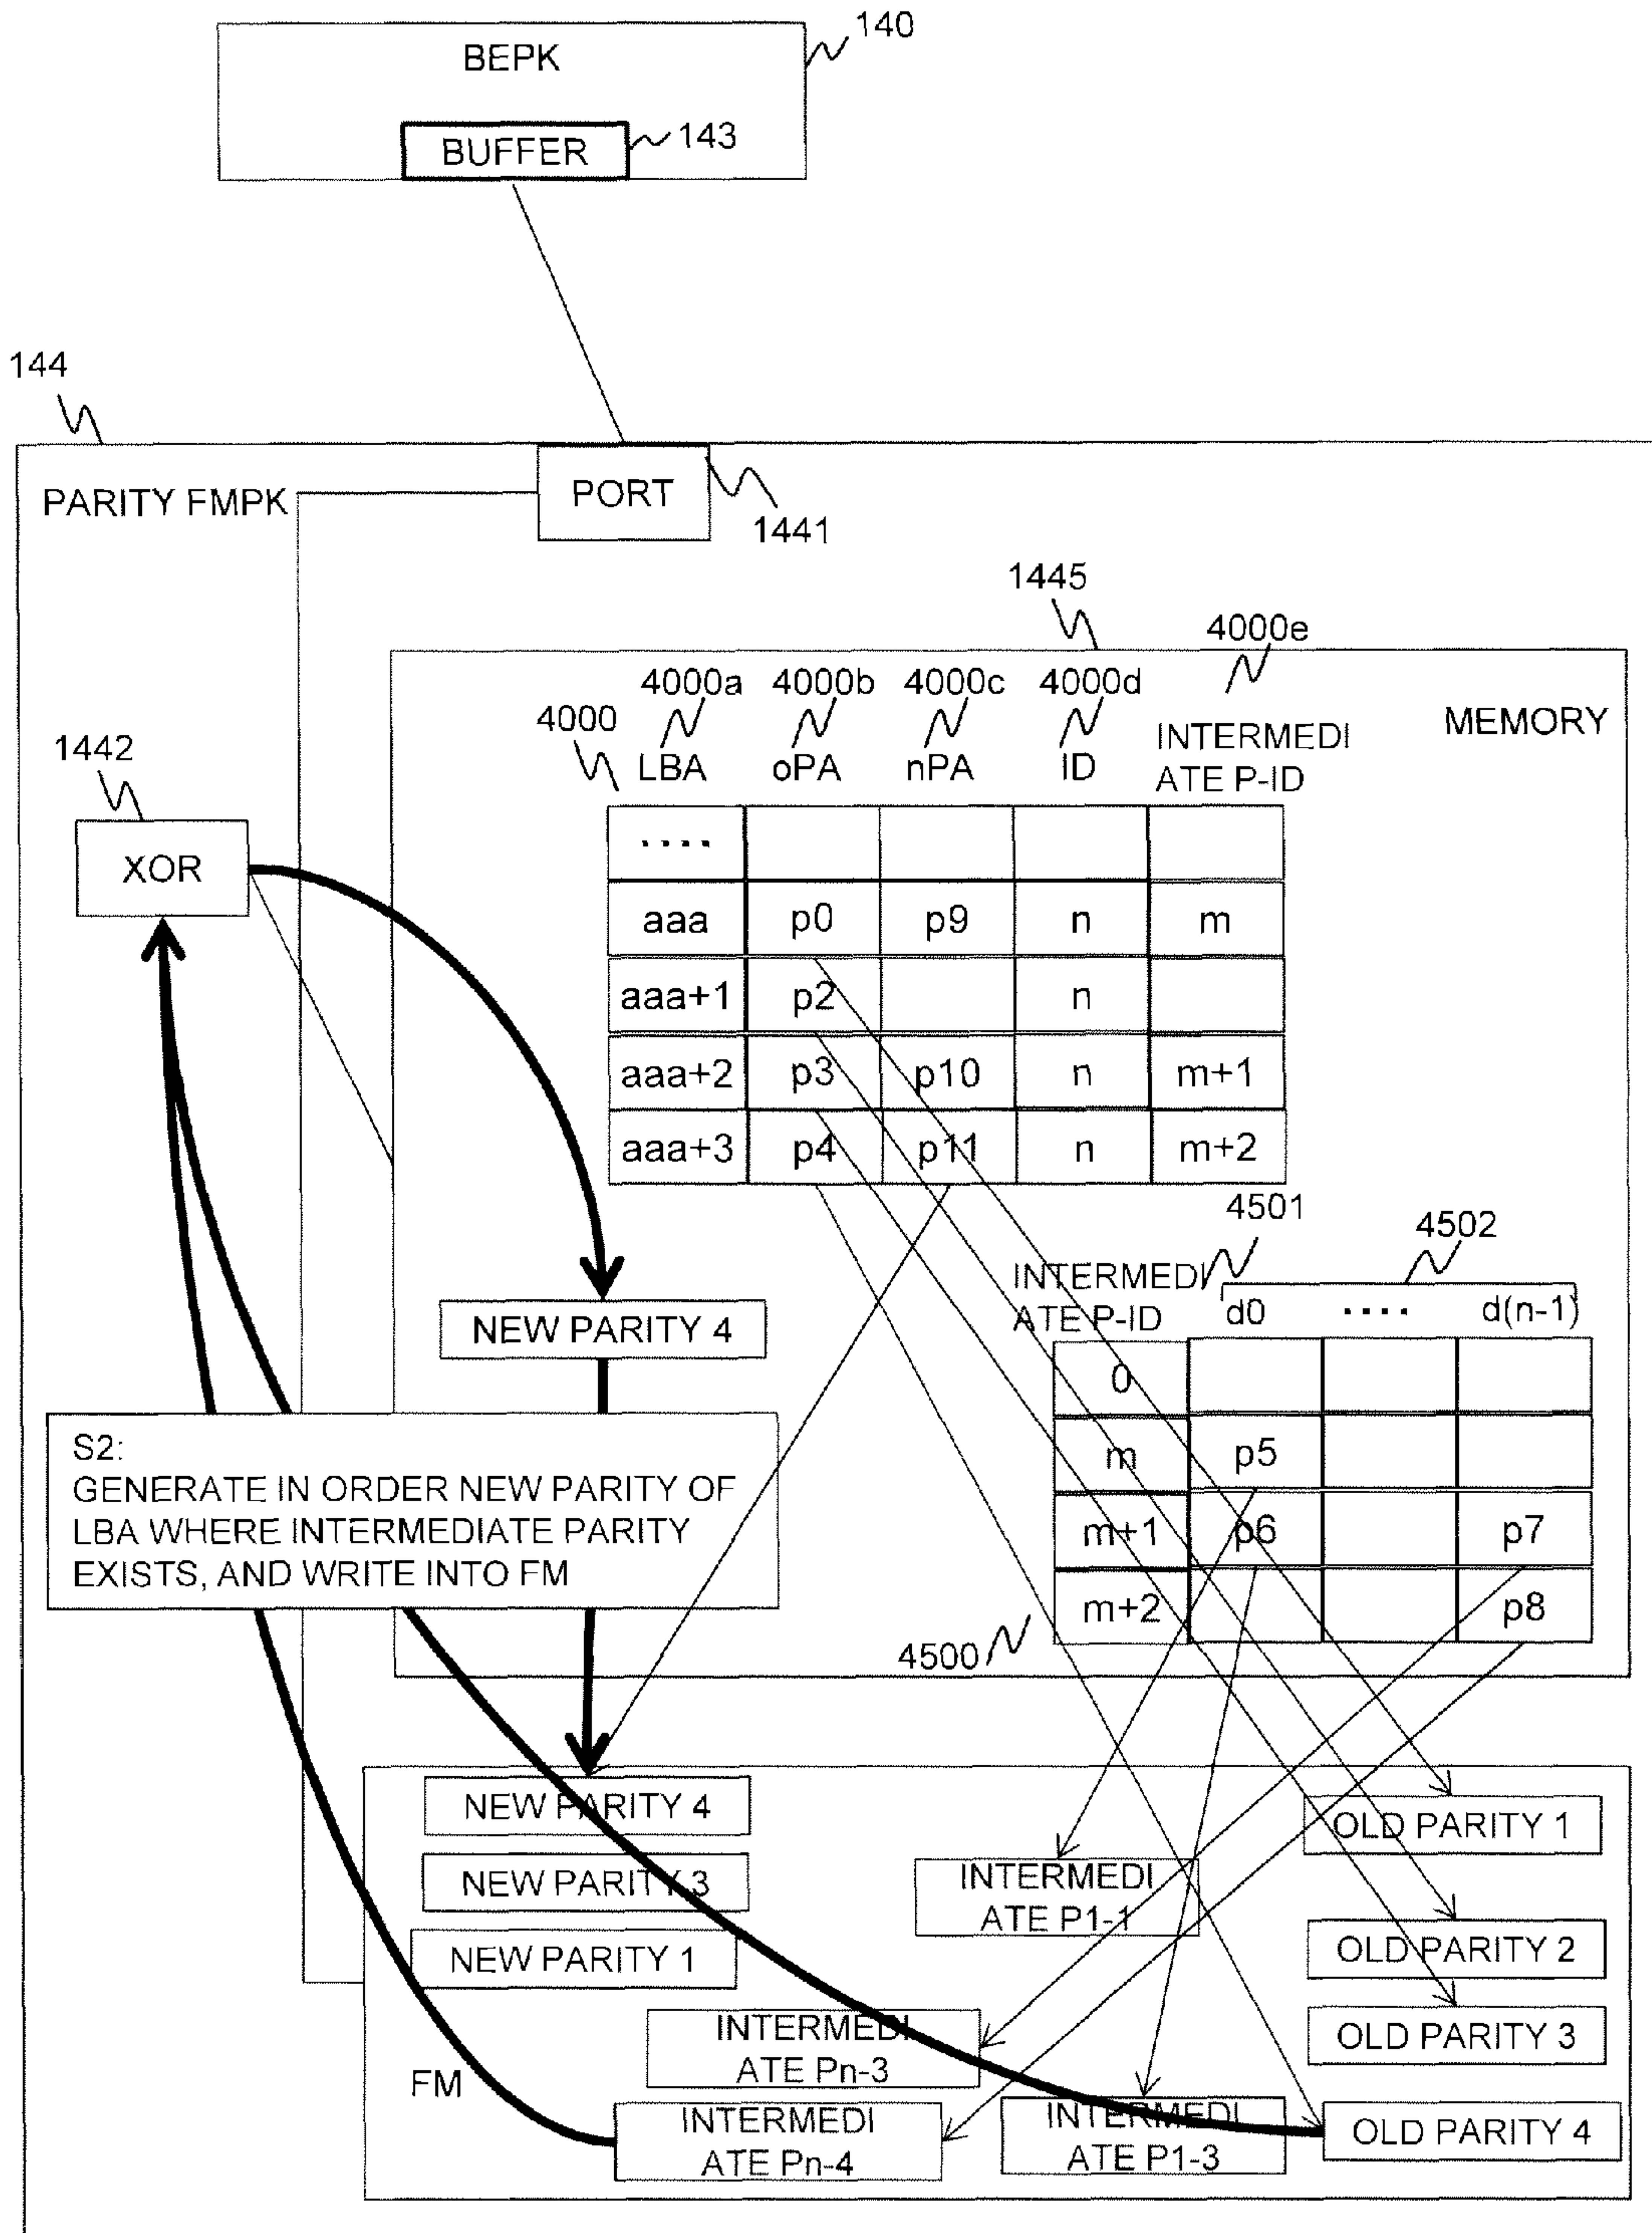 140
BEPK
143
BUFFER
144
PORT
PARITY FMPK
1441
1445
4000e
4000a 4000b 4000c 4000d
4000
MEMORY
INTERMEDI
ATE P-ID
LBA oPA nPA ID
1442
XOR
....
aaa p0 p9 n m
aaa+1 p2 n
aaa+2 p3 p10 n m+1
aaa+3 p4 p11 n m+2
4501
4502
INTERMEDI
ATE P-ID
d0 .... d(n-1)
NEW PARITY 4
0
m p5
m+1 p6 p7
m+2 p8
4500
S2:
GENERATE IN ORDER NEW PARITY OF
LBA WHERE INTERMEDIATE PARITY
EXISTS, AND WRITE INTO FM
NEW PARITY 4
OLD PARITY 1
NEW PARITY 3
INTERMEDI
ATE P1-1
NEW PARITY 1
OLD PARITY 2
INTERMEDI
ATE Pn-3
OLD PARITY 3
FM
INTERMEDI
ATE Pn-4
INTERMEDI
ATE P1-3
OLD PARITY 4